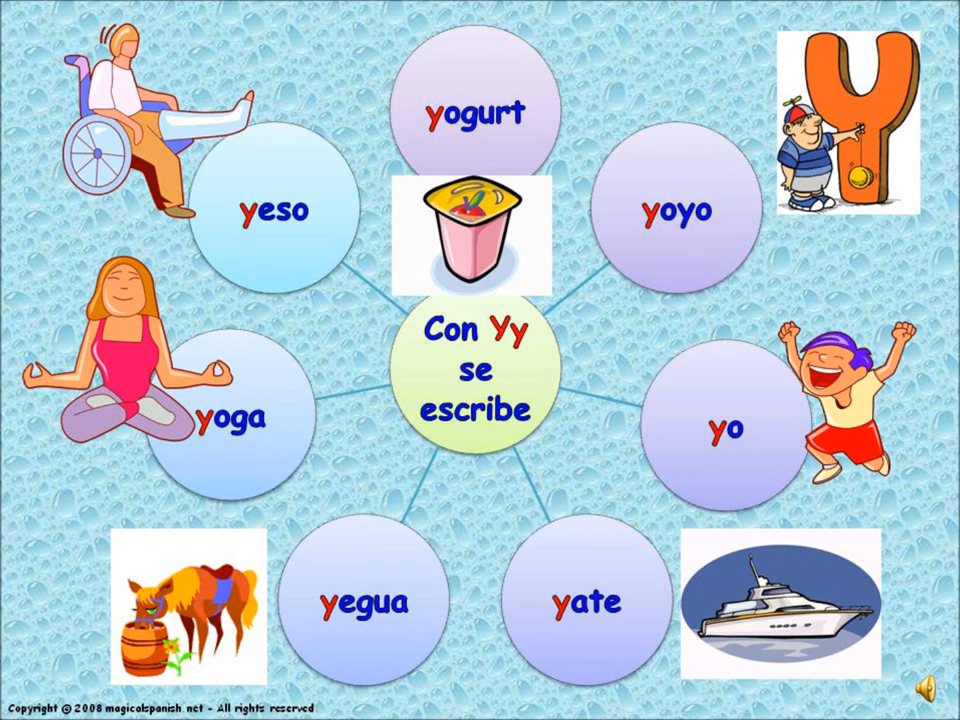 yogurt
yeso
yoyo
Y
Con Yy
se
escribe
yoga
yo
yegua
yate
Copyright © 2008 magicalspanish.net - All rights reserved.